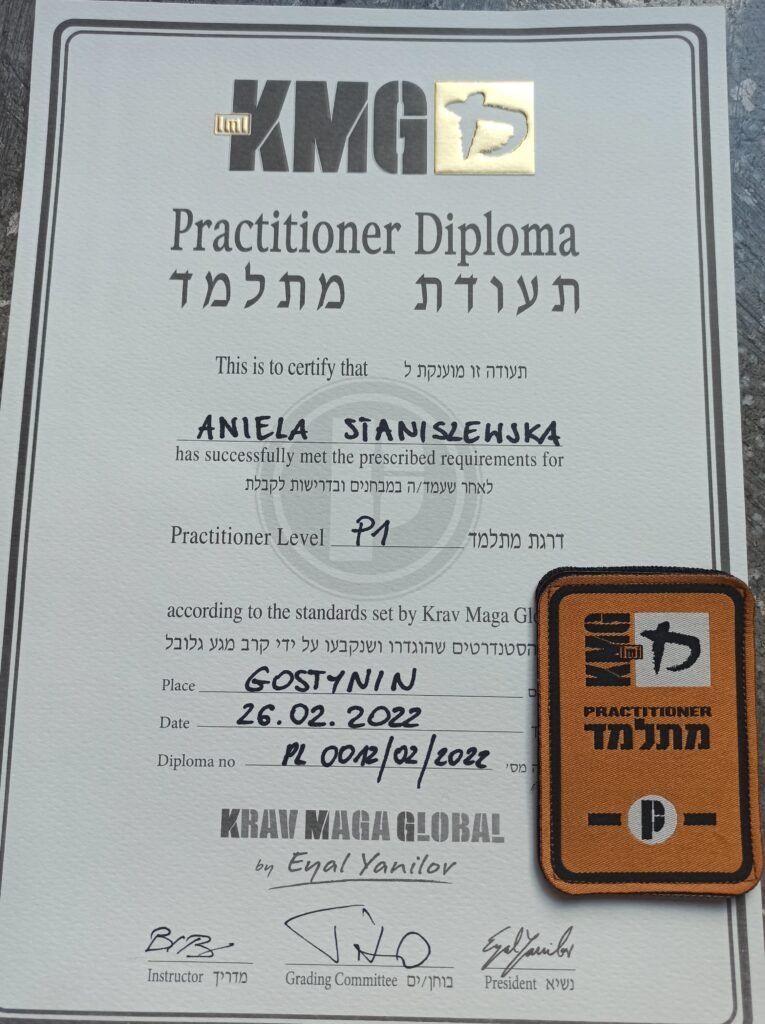 KMG
Practitioner Diploma
תעודת מתלמד
This is to certify that תעודה זו מוענקת ל
ANIELA STANISZEWSKA
has successfully met the prescribed requirements for
לאחר שעמד/ה במבחנים ובדרישות לקבלת
Practitioner Level P1 דרגת מתלמד
according to the standards set by Krav Maga
הסטנדרטים שהוגדרו ושנקבעו על ידי קרב מגע גלובל
Place GOSTYNIN
Date 26.02.2022
Diploma no PL 0012/02/2022 מס'
KRAV MAGA GLOBAL
by Eyal Yanilov
Instructor מדריך Grading Committee בוחן/ים President נשיא
KMG
PRACTITIONER
מתלמד
P